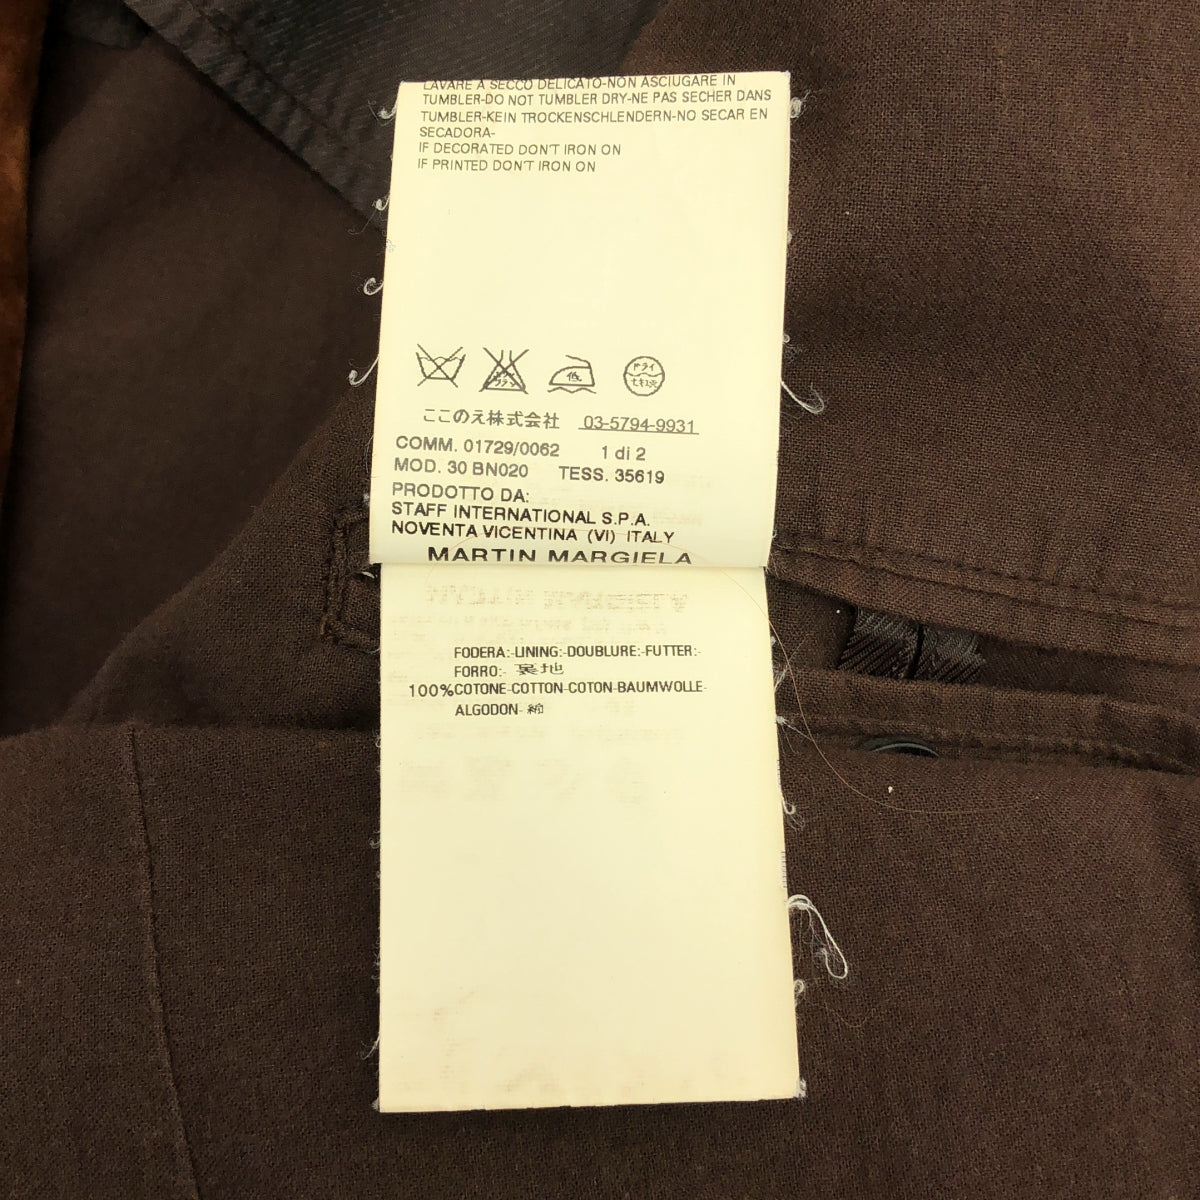 LAVARE A SECCO DELICATO-NON ASCIUGARE IN
TUMBLER-DO NOT TUMBLER DRY-NE PAS SECHER DANS
TUMBLER-KEIN TROCKENSCHLENDERN-NO SECAR EN
SECADORA-
IF DECORATED DON'T IRON ON
IF PRINTED DON'T IRON ON
低 ドライ
ここのえ株式会社 03-5794-9931
COMM. 01729/0062 1 di 2
MOD. 30 BN020 TESS. 35619
PRODOTTO DA:
STAFF INTERNATIONAL S.P.A.
NOVENTA VICENTINA (VI) ITALY
MARTIN MARGIELA
FODERA:-LINING:-DOUBLURE:-FUTTER:-
FORRO:- 裏地
100%COTONE-COTTON-COTON-BAUMWOLLE-
ALGODON- 綿